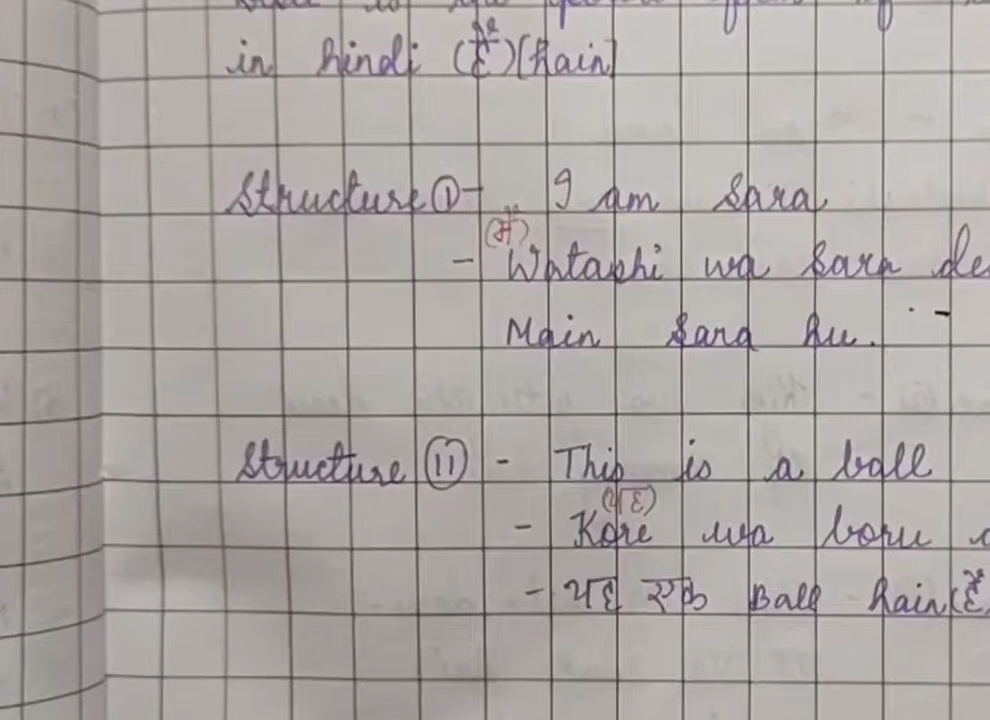 in hindi (हैं) (hain)
Structure ① - I am Sara
(मैं)
- Watashi wa Sara de
Main Sara hu.
Structure ⑪ - This is a ball
(यह)
- Kore wa boru
- यह एक Ball hain (हैं